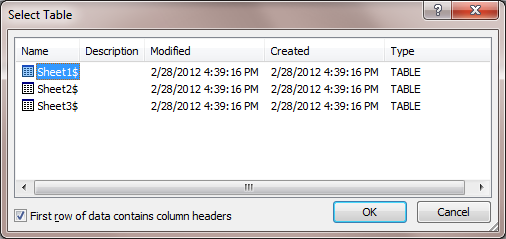 Select Table
Name Description Modified Created Type
Sheet1$ 2/28/2012 4:39:16 PM 2/28/2012 4:39:16 PM TABLE
Sheet2$ 2/28/2012 4:39:16 PM 2/28/2012 4:39:16 PM TABLE
Sheet3$ 2/28/2012 4:39:16 PM 2/28/2012 4:39:16 PM TABLE
First row of data contains column headers OK Cancel